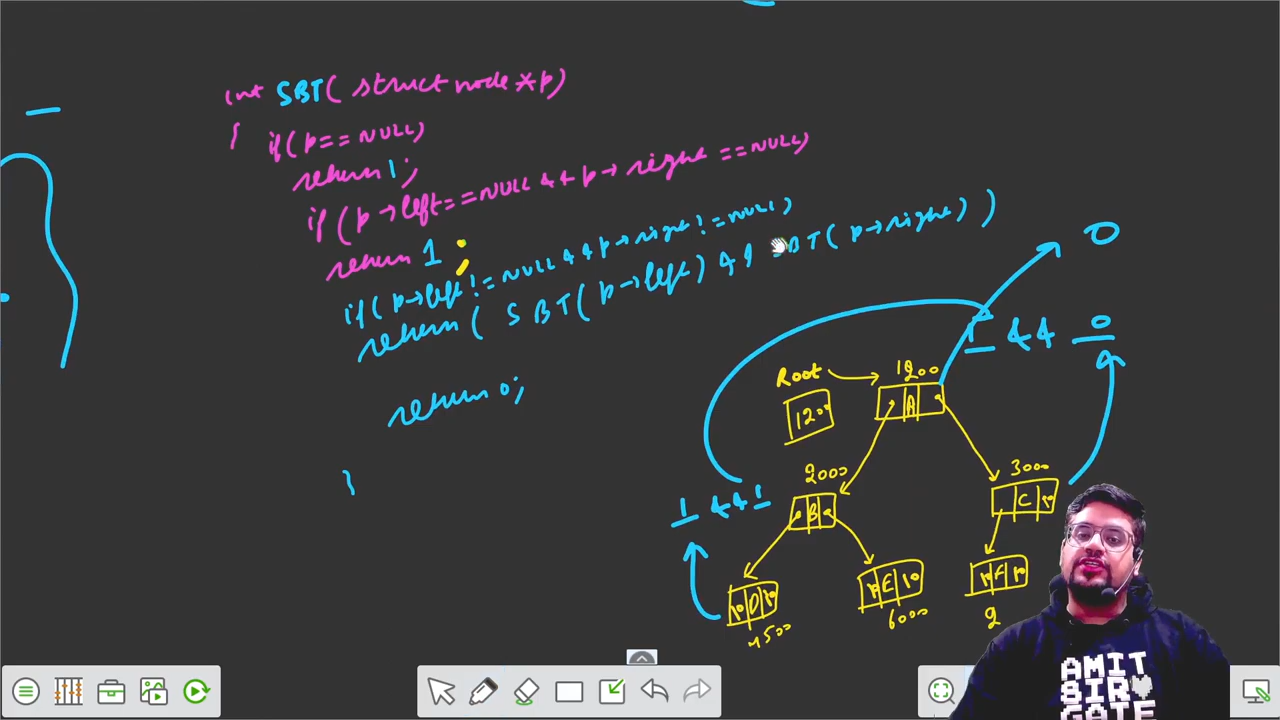 int SBT( struct node *p)
{ if( p == NULL)
return 1;
if( p → left == NULL && p → right == NULL)
return 1 ;
if( p → left != NULL && p → right != NULL)
return( SBT( p → left) && SBT( p → right) )
return 0;
}
0
1 && 0
Root
1200
1200
A
2000
3000
1 && 1
B
C
D
E
F
4500
6000
9
AMIT
SIR
GATE